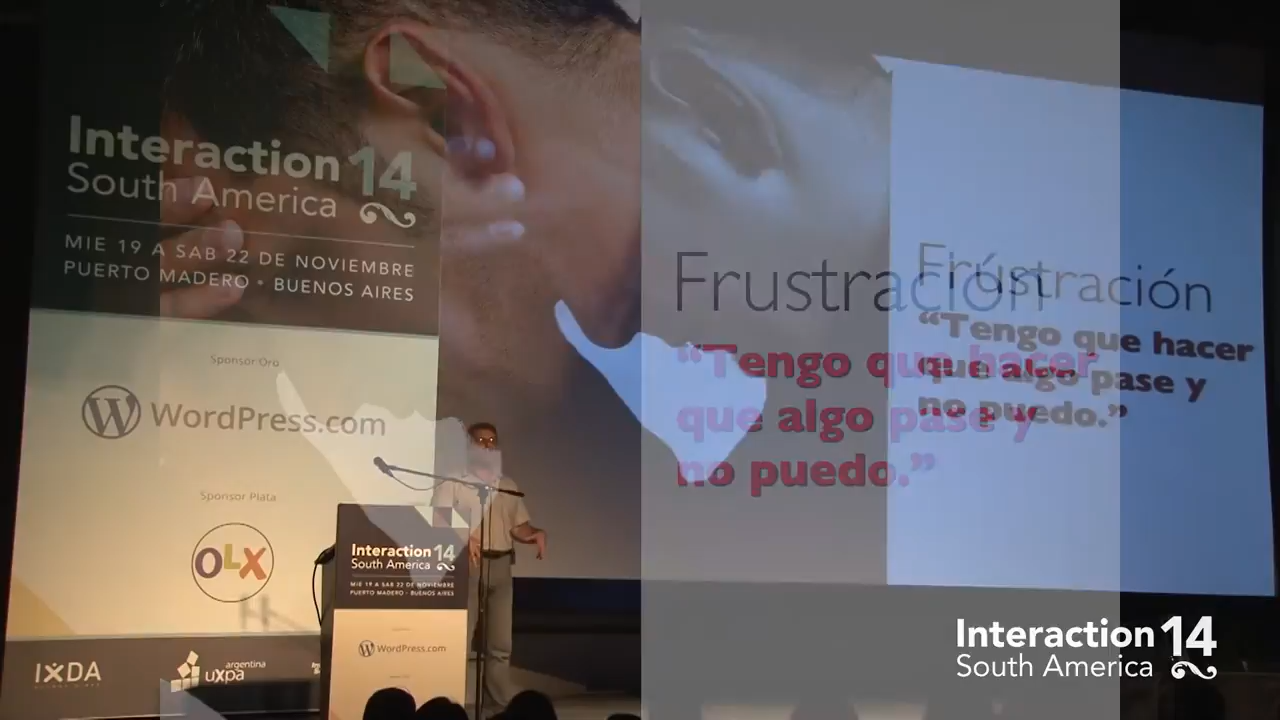 Interaction 14
South America
MIE 19 A SAB 22 DE NOVIEMBRE
PUERTO MADERO • BUENOS AIRES
Sponsor Oro
WordPress.com
Sponsor Plata
OLX
IXDA
BUENOS AIRES
argentina
uxpa
Interaction 14
South America
MIE 19 A SAB 22 DE NOVIEMBRE
PUERTO MADERO • BUENOS AIRES
WordPress.com
Frustración
“Tengo que hacer
que algo pase y
no puedo.”
Frustración
“Tengo que hacer
que algo pase y
no puedo.”
Interaction 14
South America